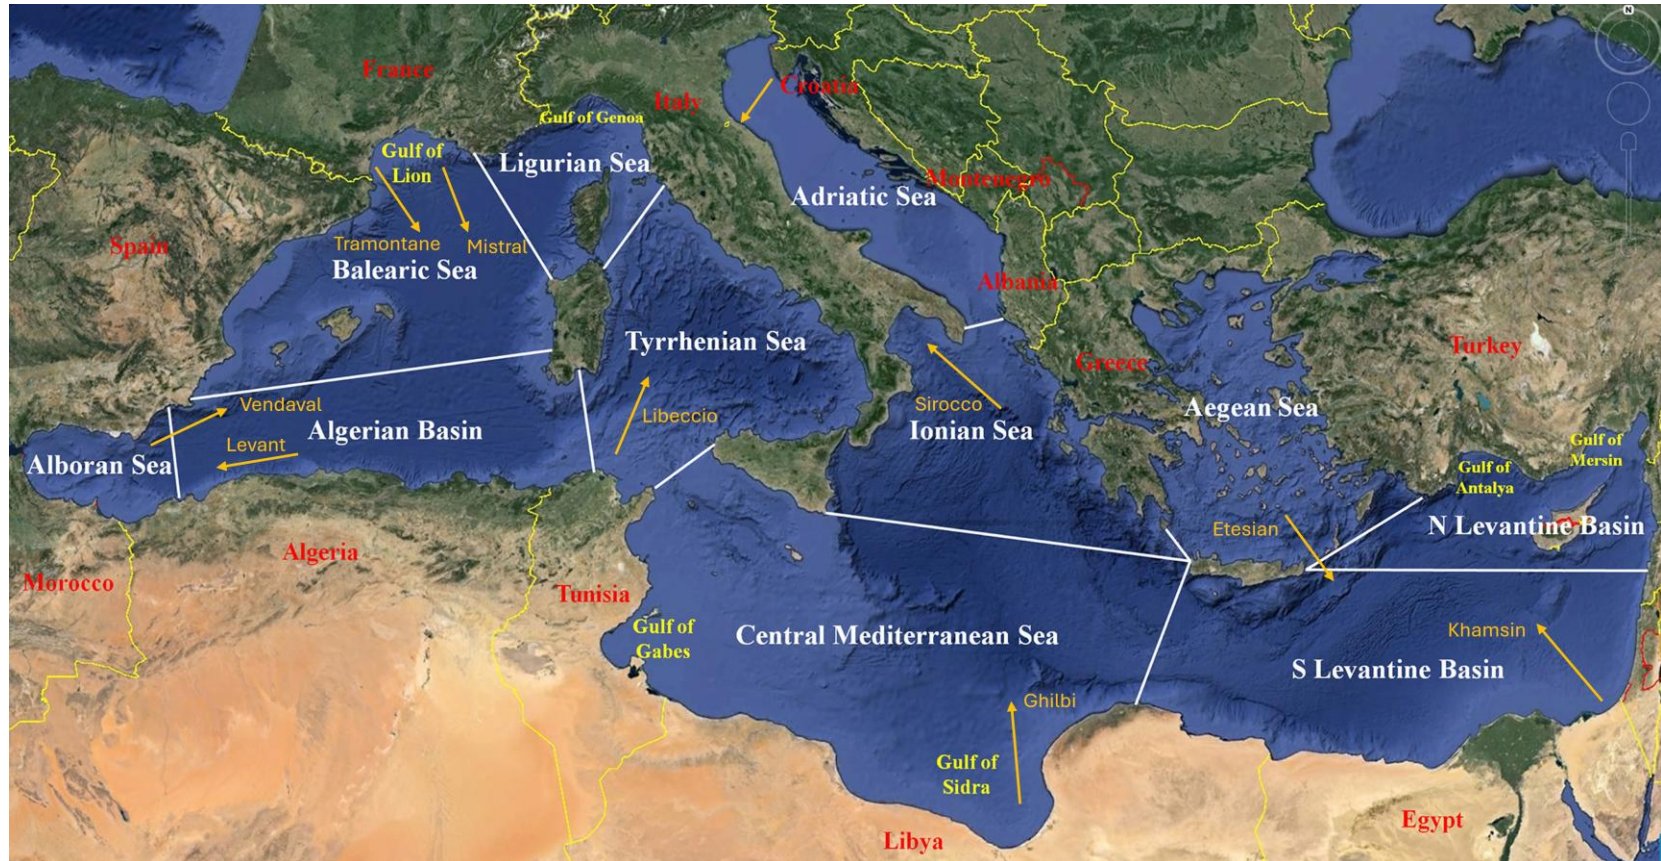 N
France
Italy
Croatia
Gulf of Genoa
Gulf of
Lion
Ligurian Sea
Montenegro
Adriatic Sea
Spain
Tramontane
Mistral
Balearic Sea
Albania
Tyrrhenian Sea
Greece
Turkey
Vendaval
Libeccio
Sirocco
Aegean Sea
Levant
Algerian Basin
Ionian Sea
Gulf of
Mersin
Alboran Sea
Gulf of
Antalya
Etesian
N Levantine Basin
Algeria
Morocco
Tunisia
Gulf of
Gabes
Central Mediterranean Sea
Khamsin
S Levantine Basin
Ghilbi
Gulf of
Sidra
Libya
Egypt